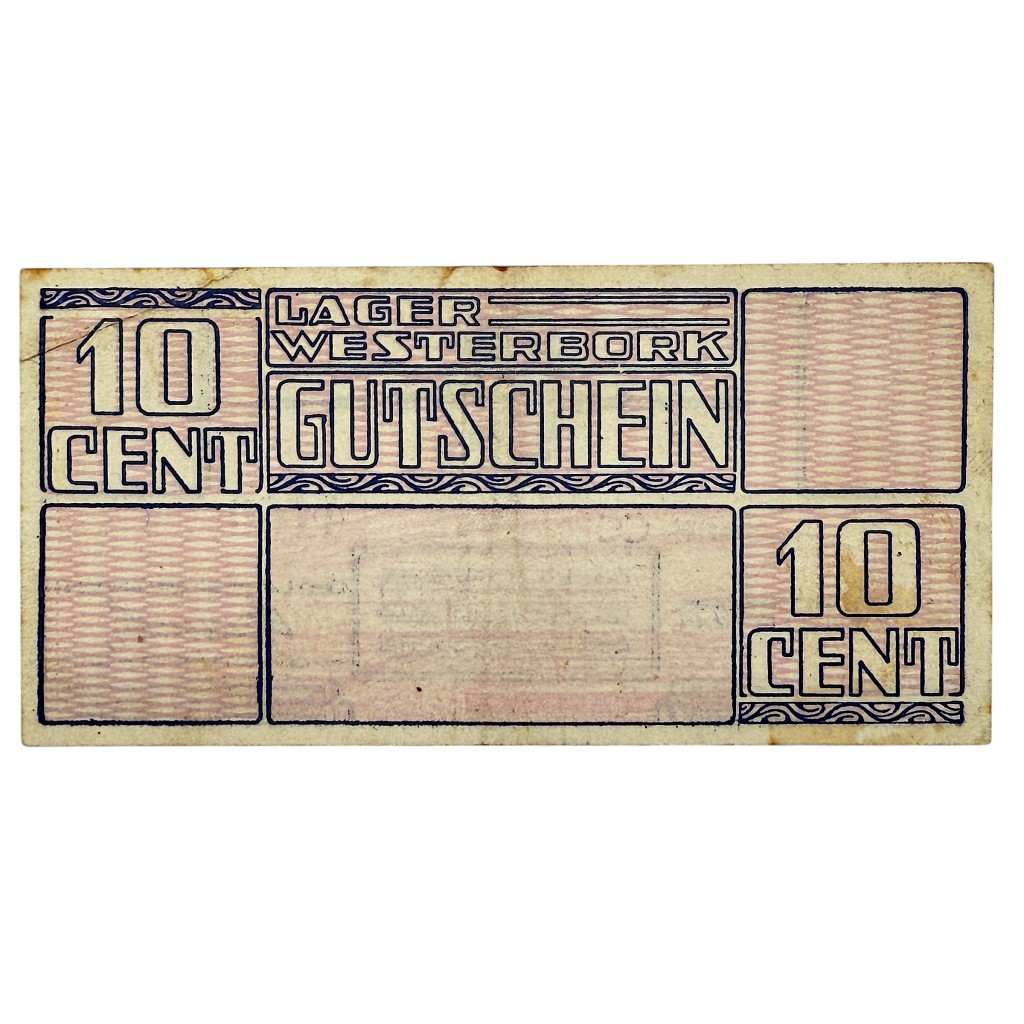 10
CENT
LAGER
WESTERBORK
GUTSCHEIN
10
CENT